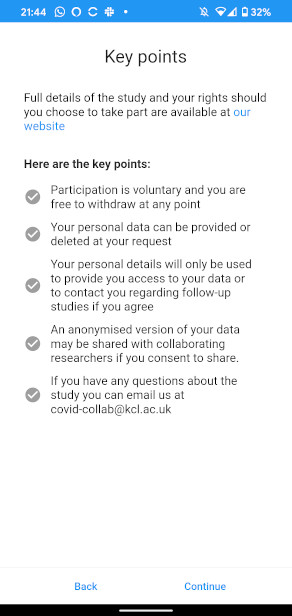 21:44
32%
Key points
Full details of the study and your rights should
you choose to take part are available at our
website
Here are the key points:
Participation is voluntary and you are
free to withdraw at any point
Your personal data can be provided or
deleted at your request
Your personal details will only be used
to provide you access to your data or
to contact you regarding follow-up
studies if you agree
An anonymised version of your data
may be shared with collaborating
researchers if you consent to share.
If you have any questions about the
study you can email us at
covid-collab@kcl.ac.uk
Back
Continue